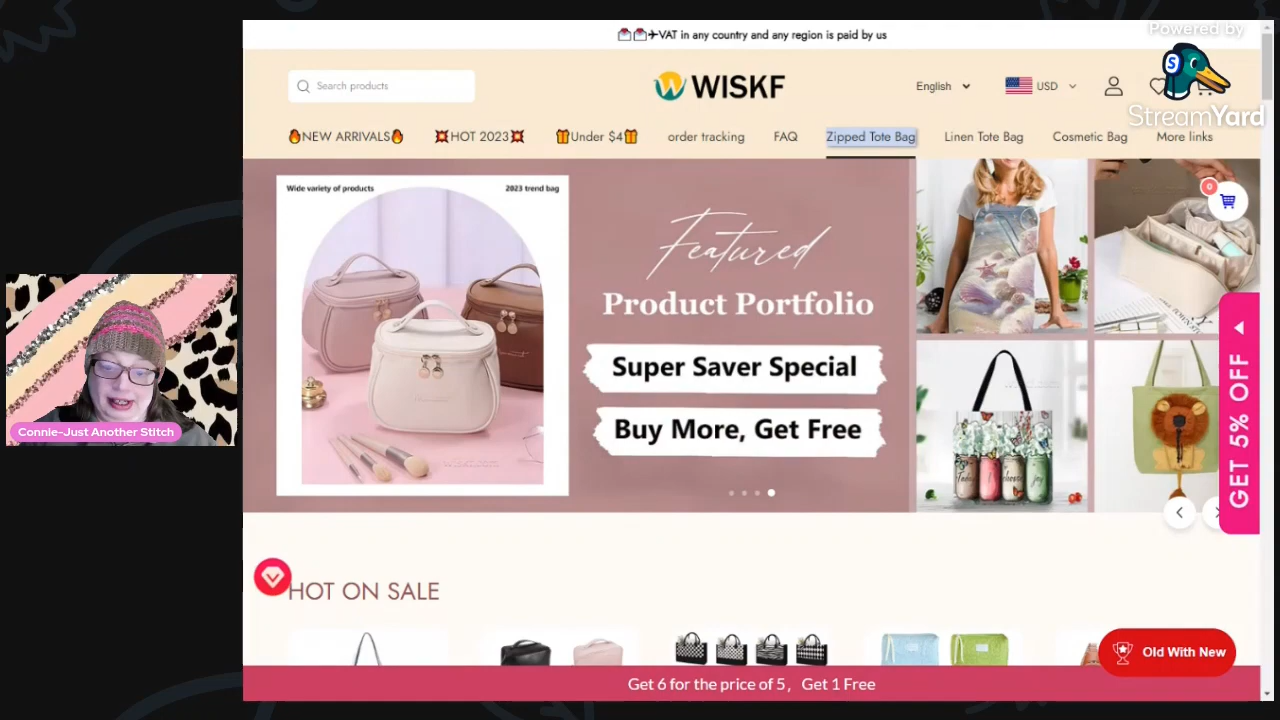 💌💌✈VAT in any country and any region is paid by us
Powered by
StreamYard
Search products
WISKF
English
USD
🔥NEW ARRIVALS🔥
💥HOT 2023💥
🎁Under $4🎁
order tracking
FAQ
Zipped Tote Bag
Linen Tote Bag
Cosmetic Bag
More links
Wide variety of products
2023 trend bag
0
Featured
Product Portfolio
Super Saver Special
Buy More, Get Free
Today
I choose
joy
GET 5% OFF
Connie-Just Another Stitch
HOT ON SALE
Old With New
Get 6 for the price of 5，Get 1 Free